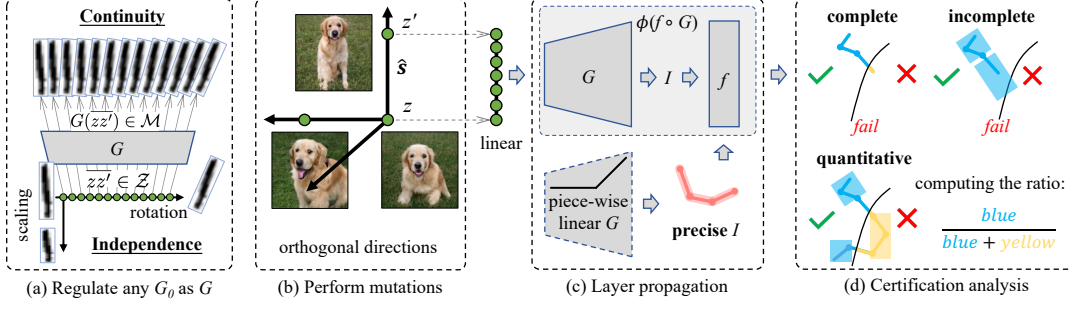 Continuity
G(zz') ∈ M
G
zz' ∈ Z
scaling
rotation
Independence
(a) Regulate any G₀ as G
z'
ŝ
z
linear
orthogonal directions
(b) Perform mutations
ϕ(f ∘ G)
G
I
f
piece-wise
linear G
precise I
(c) Layer propagation
complete
incomplete
fail
fail
quantitative
computing the ratio:
blue
blue + yellow
(d) Certification analysis